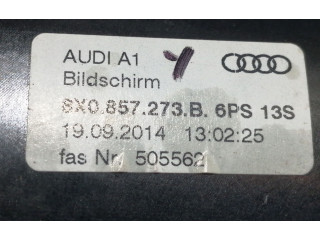 AUDI A1
Bildschirm
8X0.857.273.B. 6PS 13S
19.09.2014 13:02:25
fas Nr. 505562